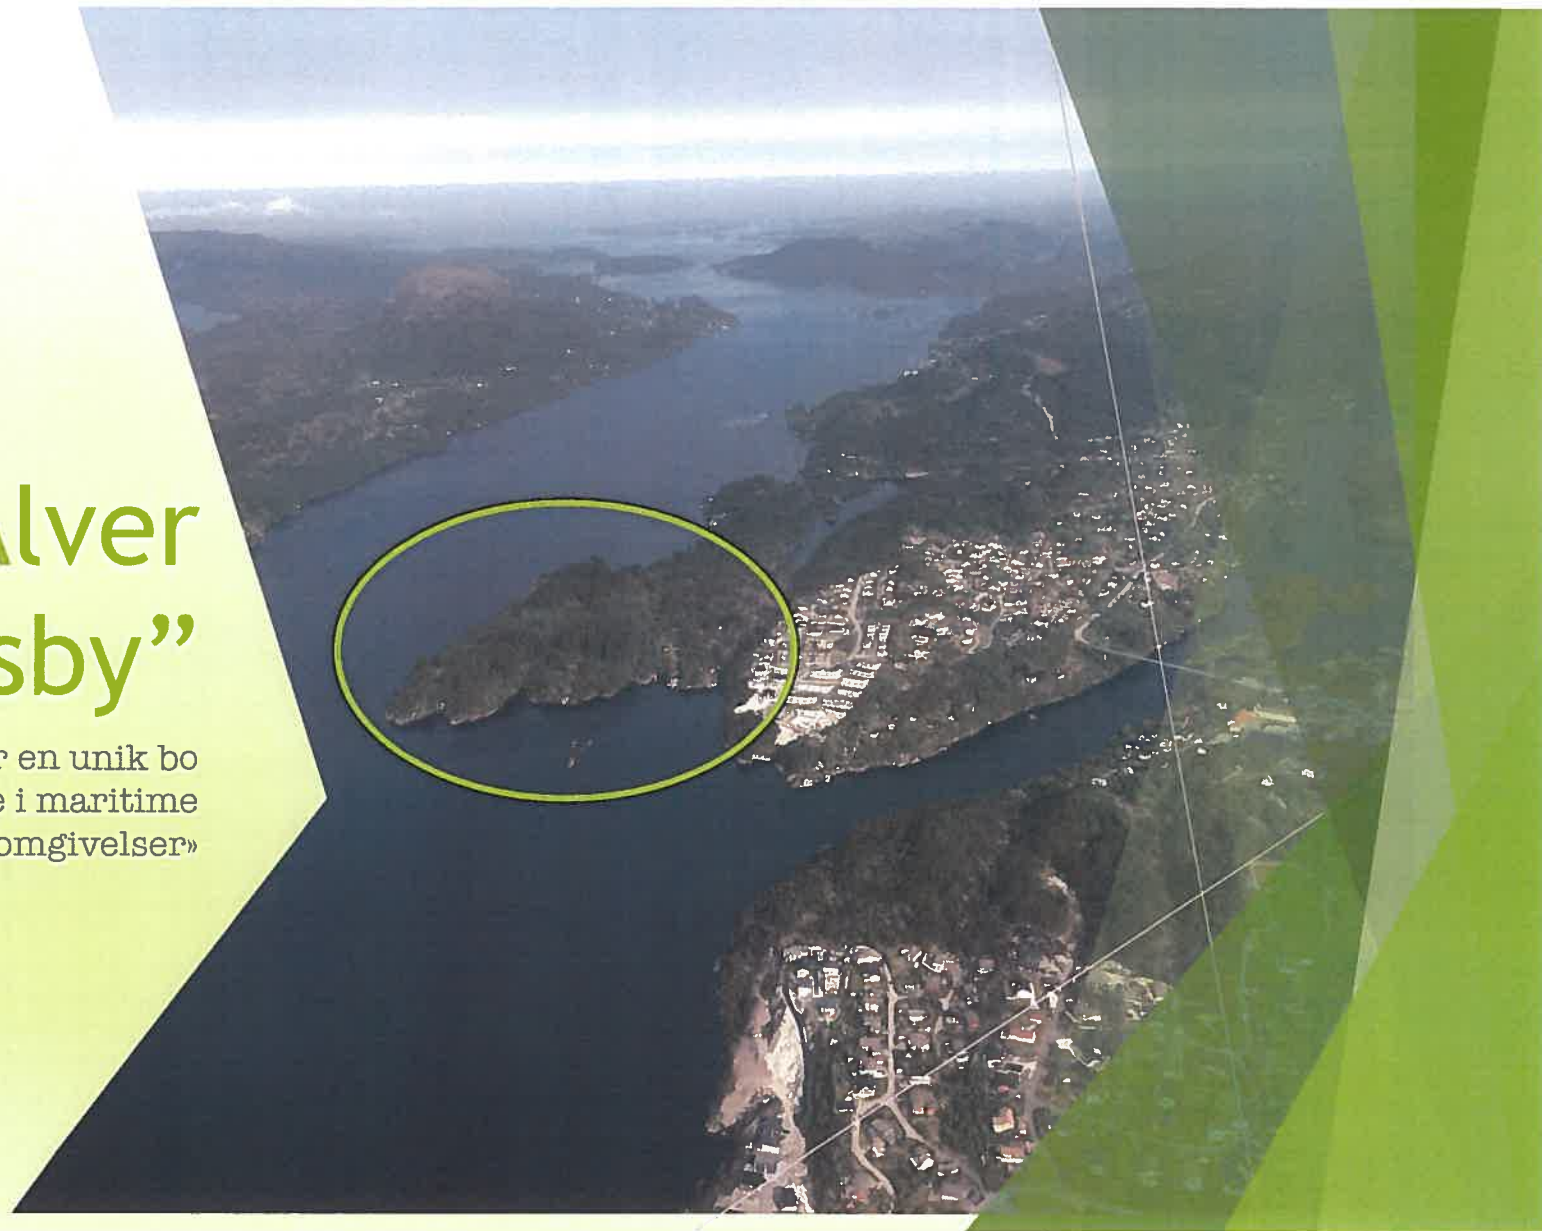 lver
sby”
r en unik bo
e i maritime
omgivelser»